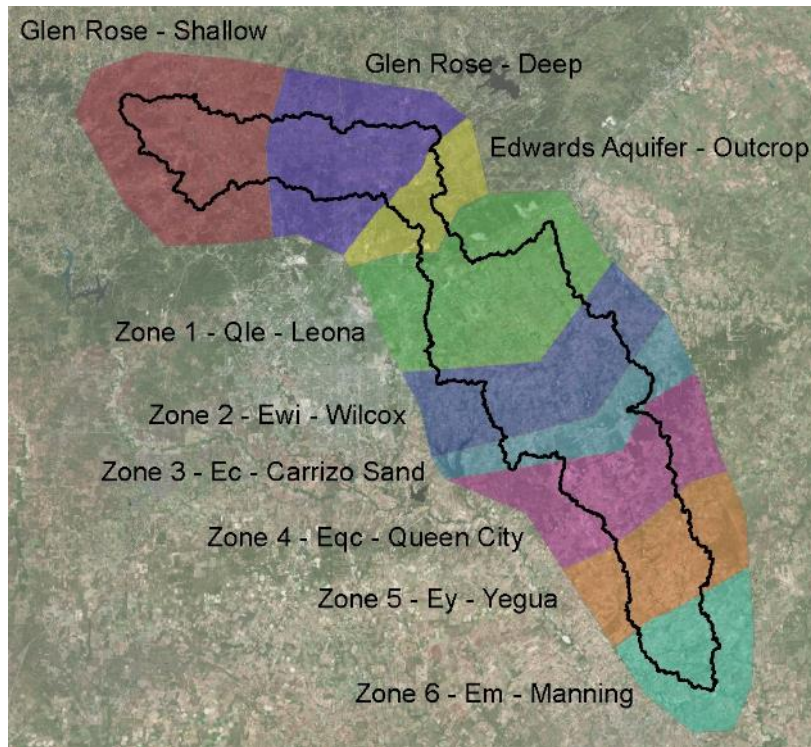 Glen Rose - Shallow
Glen Rose - Deep
Edwards Aquifer - Outcrop
Zone 1 - Qle - Leona
Zone 2 - Ewi - Wilcox
Zone 3 - Ec - Carrizo Sand
Zone 4 - Eqc - Queen City
Zone 5 - Ey - Yegua
Zone 6 - Em - Manning